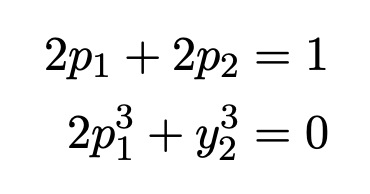 2p₁ + 2p₂ = 1
2p₁³ + y₂³ = 0